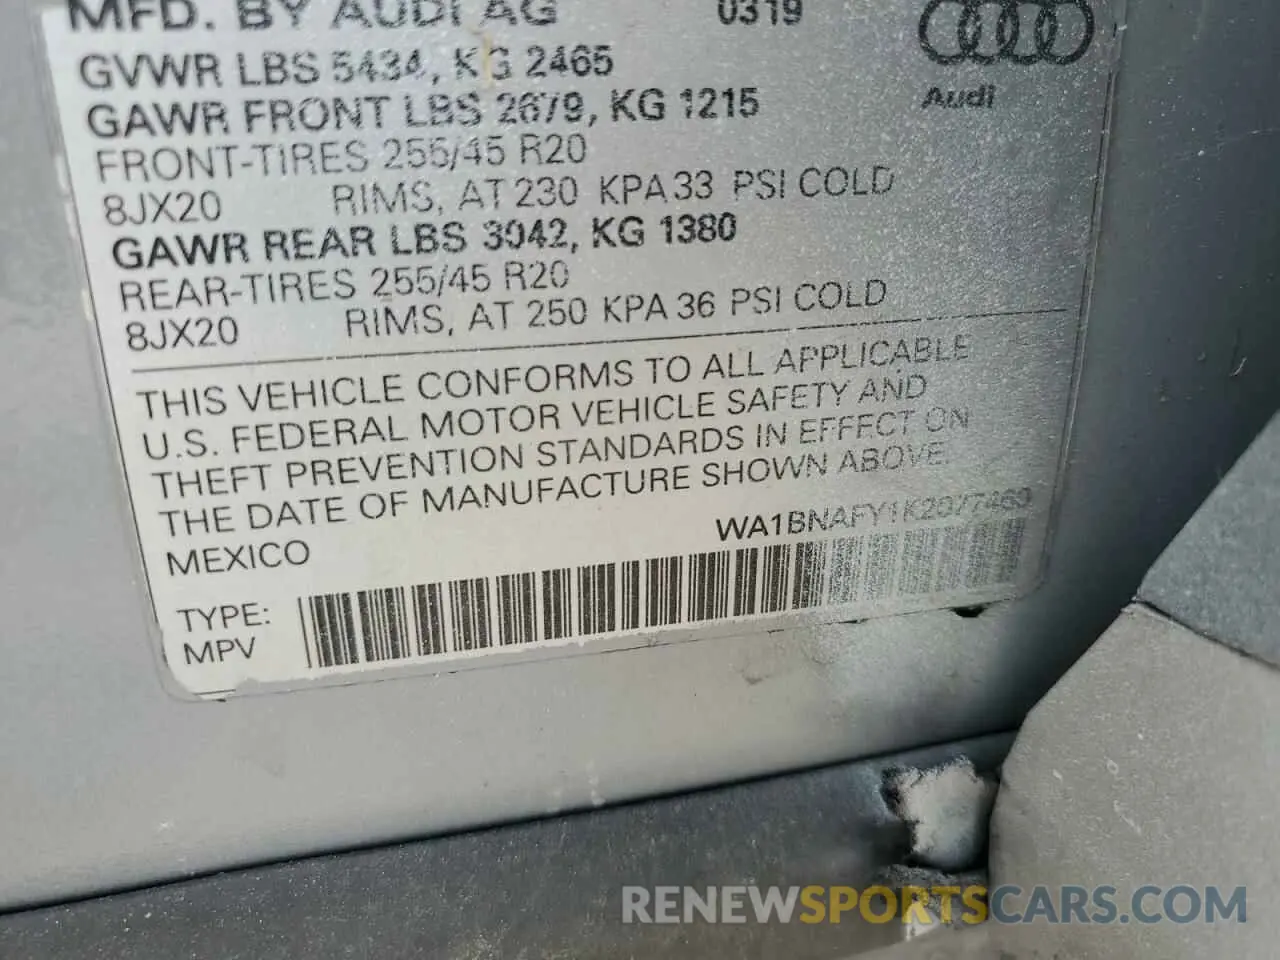 MFD. BY AUDI AG 0319
GVWR LBS 5434, KG 2465
Audi
GAWR FRONT LBS 2679, KG 1215
FRONT-TIRES 255/45 R20
8JX20 RIMS, AT 230 KPA 33 PSI COLD
GAWR REAR LBS 3042, KG 1380
REAR-TIRES 255/45 R20
8JX20 RIMS, AT 250 KPA 36 PSI COLD
THIS VEHICLE CONFORMS TO ALL APPLICABLE
U.S. FEDERAL MOTOR VEHICLE SAFETY AND
THEFT PREVENTION STANDARDS IN EFFECT ON
THE DATE OF MANUFACTURE SHOWN ABOVE.
WA1BNAFY1K2077460
MEXICO
TYPE:
MPV
RENEWSPORTSCARS.COM